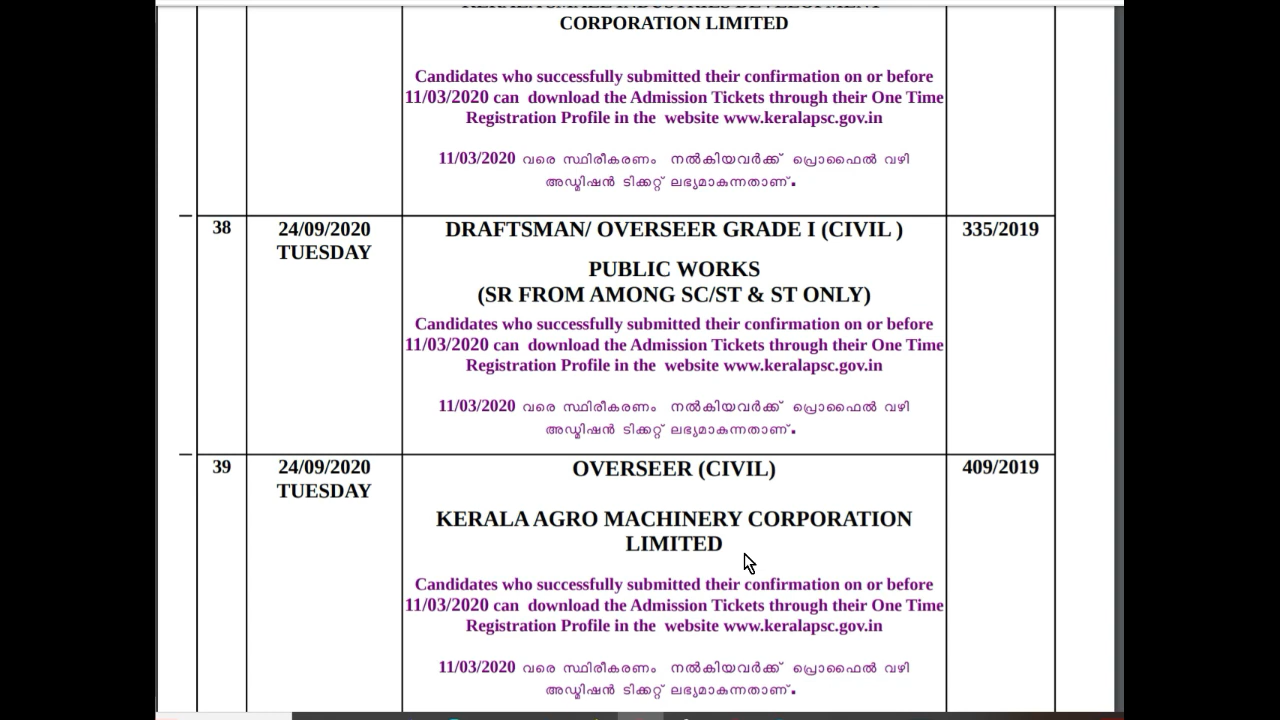 KERALA SMALL INDUSTRIES DEVELOPMENT
CORPORATION LIMITED
Candidates who successfully submitted their confirmation on or before
11/03/2020 can download the Admission Tickets through their One Time
Registration Profile in the website www.keralapsc.gov.in
11/03/2020 വരെ സ്ഥിരീകരണം നൽകിയവർക്ക് പ്രൊഫൈൽ വഴി
അഡ്മിഷൻ ടിക്കറ്റ് ലഭ്യമാകുന്നതാണ്.
38 24/09/2020 DRAFTSMAN/ OVERSEER GRADE I (CIVIL ) 335/2019
TUESDAY
PUBLIC WORKS
(SR FROM AMONG SC/ST & ST ONLY)
Candidates who successfully submitted their confirmation on or before
11/03/2020 can download the Admission Tickets through their One Time
Registration Profile in the website www.keralapsc.gov.in
11/03/2020 വരെ സ്ഥിരീകരണം നൽകിയവർക്ക് പ്രൊഫൈൽ വഴി
അഡ്മിഷൻ ടിക്കറ്റ് ലഭ്യമാകുന്നതാണ്.
39 24/09/2020 OVERSEER (CIVIL) 409/2019
TUESDAY
KERALA AGRO MACHINERY CORPORATION
LIMITED
Candidates who successfully submitted their confirmation on or before
11/03/2020 can download the Admission Tickets through their One Time
Registration Profile in the website www.keralapsc.gov.in
11/03/2020 വരെ സ്ഥിരീകരണം നൽകിയവർക്ക് പ്രൊഫൈൽ വഴി
അഡ്മിഷൻ ടിക്കറ്റ് ലഭ്യമാകുന്നതാണ്.